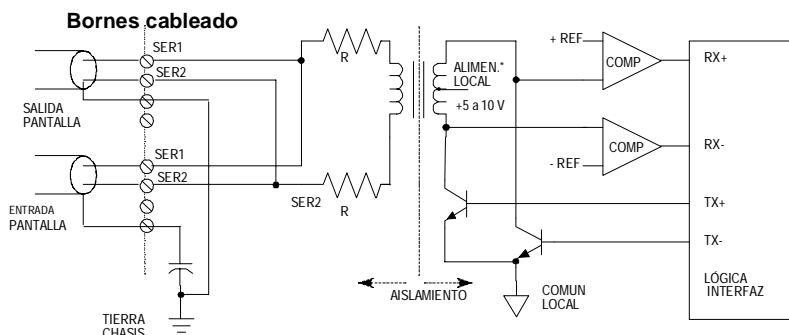 Bornes cableado
SER1
SER2
SALIDA
PANTALLA
SER1
SER2
ENTRADA
PANTALLA
TIERRA
CHASIS
R
SER2
R
AISLAMIENTO
ALIMEN.*
LOCAL
+5 a 10 V
+ REF
COMP
COMP
- REF
COMUN
LOCAL
RX+
RX-
TX+
TX-
LÓGICA
INTERFAZ